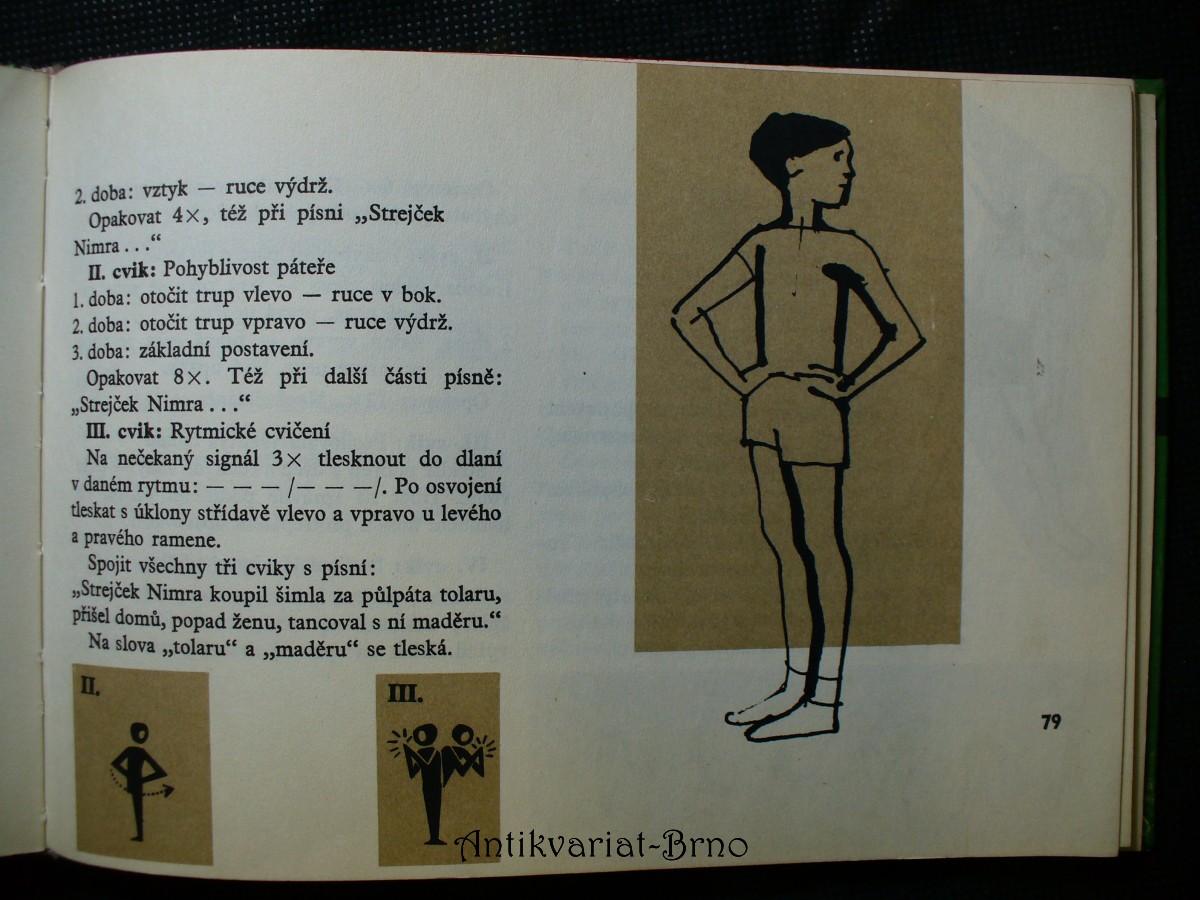 2. doba: vztyk — ruce výdrž.
Opakovat 4×, též při písni „Strejček
Nimra . . .“
II. cvik: Pohyblivost páteře
1. doba: otočit trup vlevo — ruce v bok.
2. doba: otočit trup vpravo — ruce výdrž.
3. doba: základní postavení.
Opakovat 8×. Též při další části písně:
„Strejček Nimra . . .“
III. cvik: Rytmické cvičení
Na nečekaný signál 3× tlesknout do dlaní
v daném rytmu: — — — /— — —/. Po osvojení
tleskat s úklony střídavě vlevo a vpravo u levého
a pravého ramene.
Spojit všechny tři cviky s písní:
„Strejček Nimra koupil šimla za půlpáta tolaru,
přišel domů, popad ženu, tancoval s ní maděru.“
Na slova „tolaru“ a „maděru“ se tleská.
II.
III.
79
Antikvariat-Brno